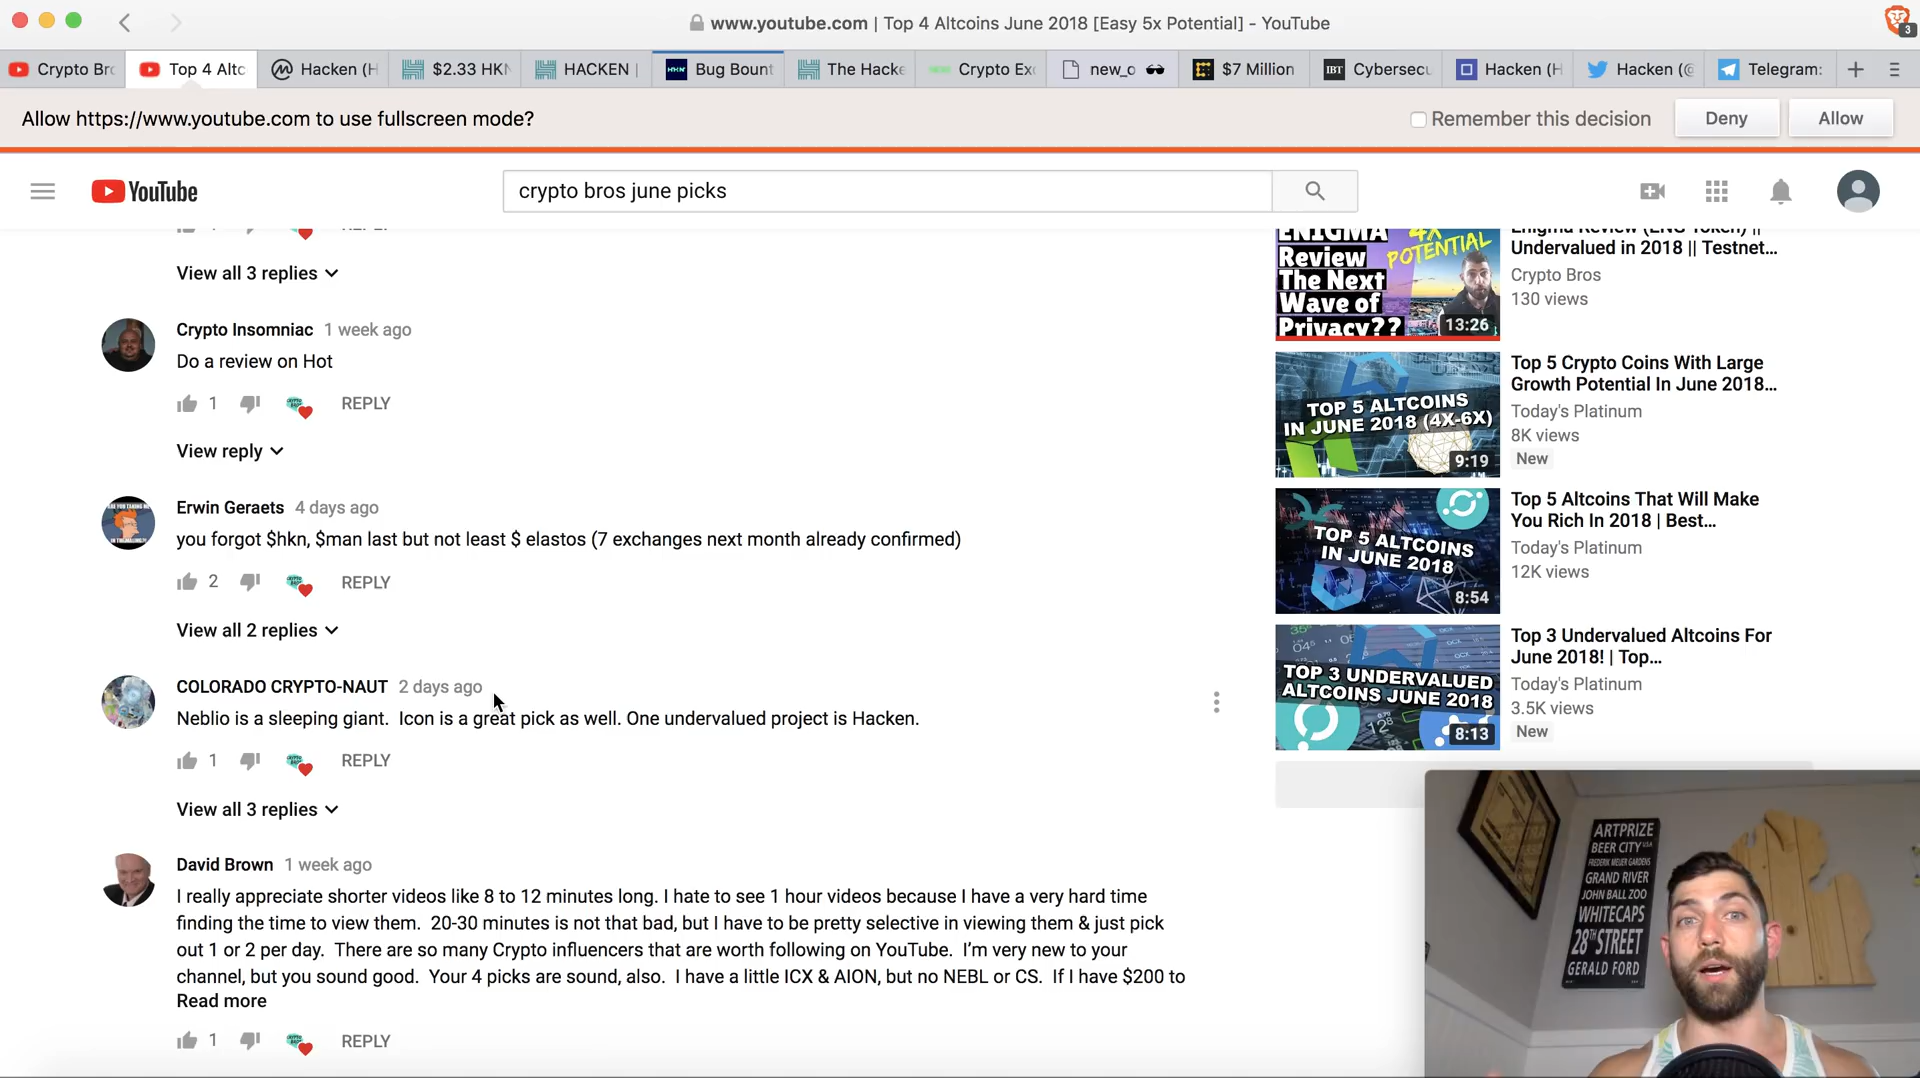 www.youtube.com | Top 4 Altcoins June 2018 [Easy 5x Potential] - YouTube
3
Crypto Bro
Top 4 Altc
Hacken (H
$2.33 HKN
HACKEN |
Bug Bount
The Hacke
Crypto Exc
new_o
$7 Million
IBT Cybersecu
Hacken (H
Hacken (@
Telegram:
Allow https://www.youtube.com to use fullscreen mode?
Remember this decision
Deny
Allow
YouTube
crypto bros june picks
View all 3 replies
Crypto Insomniac 1 week ago
Do a review on Hot
1 REPLY
View reply
Erwin Geraets 4 days ago
you forgot $hkn, $man last but not least $ elastos (7 exchanges next month already confirmed)
2 REPLY
View all 2 replies
COLORADO CRYPTO-NAUT 2 days ago
Neblio is a sleeping giant. Icon is a great pick as well. One undervalued project is Hacken.
1 REPLY
View all 3 replies
David Brown 1 week ago
I really appreciate shorter videos like 8 to 12 minutes long. I hate to see 1 hour videos because I have a very hard time
finding the time to view them. 20-30 minutes is not that bad, but I have to be pretty selective in viewing them & just pick
out 1 or 2 per day. There are so many Crypto influencers that are worth following on YouTube. I'm very new to your
channel, but you sound good. Your 4 picks are sound, also. I have a little ICX & AION, but no NEBL or CS. If I have $200 to
Read more
1 REPLY
ENIGMA
Review
The Next
Wave of
Privacy??
4X
POTENTIAL
13:26
Enigma Review (ENG Token) ||
Undervalued in 2018 || Testnet...
Crypto Bros
130 views
TOP 5 ALTCOINS
IN JUNE 2018 (4X-6X)
9:19
Top 5 Crypto Coins With Large
Growth Potential In June 2018...
Today's Platinum
8K views
New
TOP 5 ALTCOINS
IN JUNE 2018
8:54
Top 5 Altcoins That Will Make
You Rich In 2018 | Best...
Today's Platinum
12K views
TOP 3 UNDERVALUED
ALTCOINS JUNE 2018
8:13
Top 3 Undervalued Altcoins For
June 2018! | Top...
Today's Platinum
3.5K views
New
ARTPRIZE
BEER CITY USA
FREDERIK MEIJER GARDENS
GRAND RIVER
JOHN BALL ZOO
WHITECAPS
28TH STREET
GERALD FORD